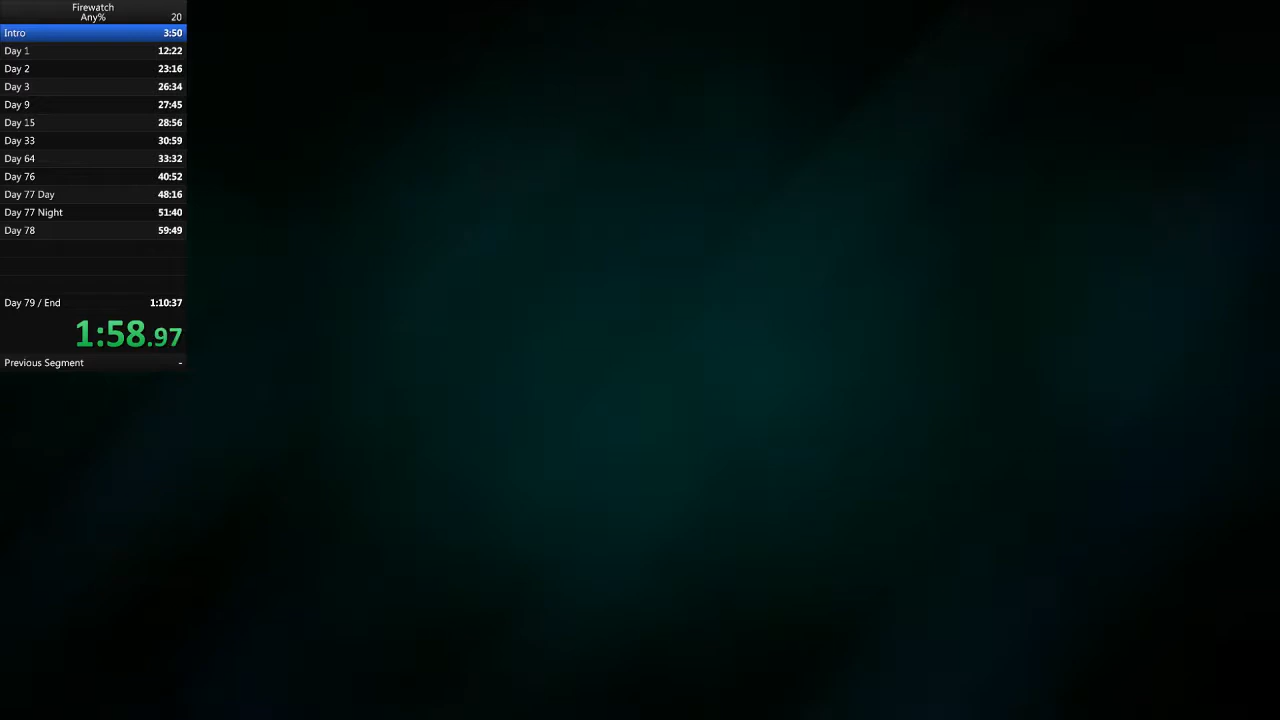 Firewatch
Any% 20
Intro 3:50
Day 1 12:22
Day 2 23:16
Day 3 26:34
Day 9 27:45
Day 15 28:56
Day 33 30:59
Day 64 33:32
Day 76 40:52
Day 77 Day 48:16
Day 77 Night 51:40
Day 78 59:49
Day 79 / End 1:10:37
1:58.97
Previous Segment -